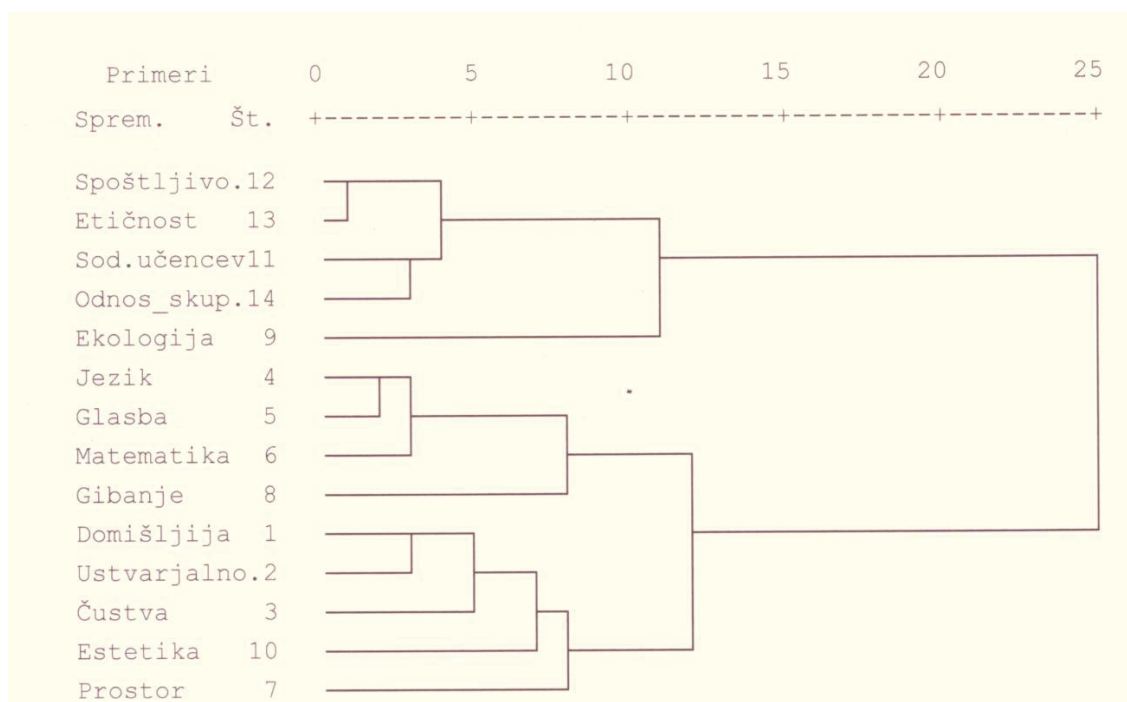 Primeri 0 5 10 15 20 25
Sprem. Št. +---------+---------+---------+---------+---------+
Spoštljivo.12
Etičnost 13
Sod.učencev11
Odnos_skup.14
Ekologija 9
Jezik 4
Glasba 5
Matematika 6
Gibanje 8
Domišljija 1
Ustvarjalno.2
Čustva 3
Estetika 10
Prostor 7